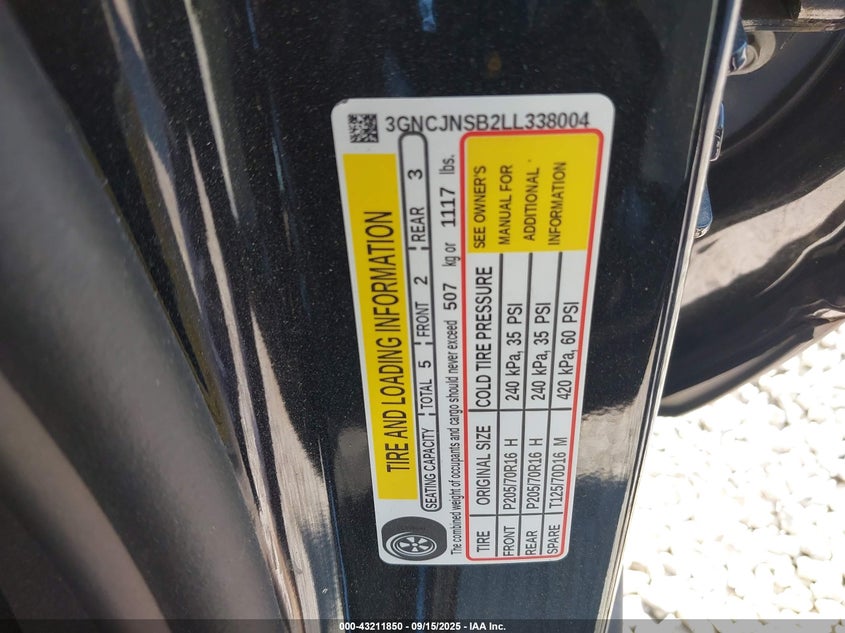 3GNCJNSB2LL338004
TIRE AND LOADING INFORMATION
SEATING CAPACITY TOTAL 5 FRONT 2 REAR 3
The combined weight of occupants and cargo should never exceed 507 kg or 1117 lbs.
TIRE ORIGINAL SIZE COLD TIRE PRESSURE SEE OWNER'S
FRONT P205/70R16 H 240 kPa, 35 PSI MANUAL FOR
REAR P205/70R16 H 240 kPa, 35 PSI ADDITIONAL
SPARE T125/70D16 M 420 kPa, 60 PSI INFORMATION
000-43211850 - 09/15/2025 - IAA Inc.